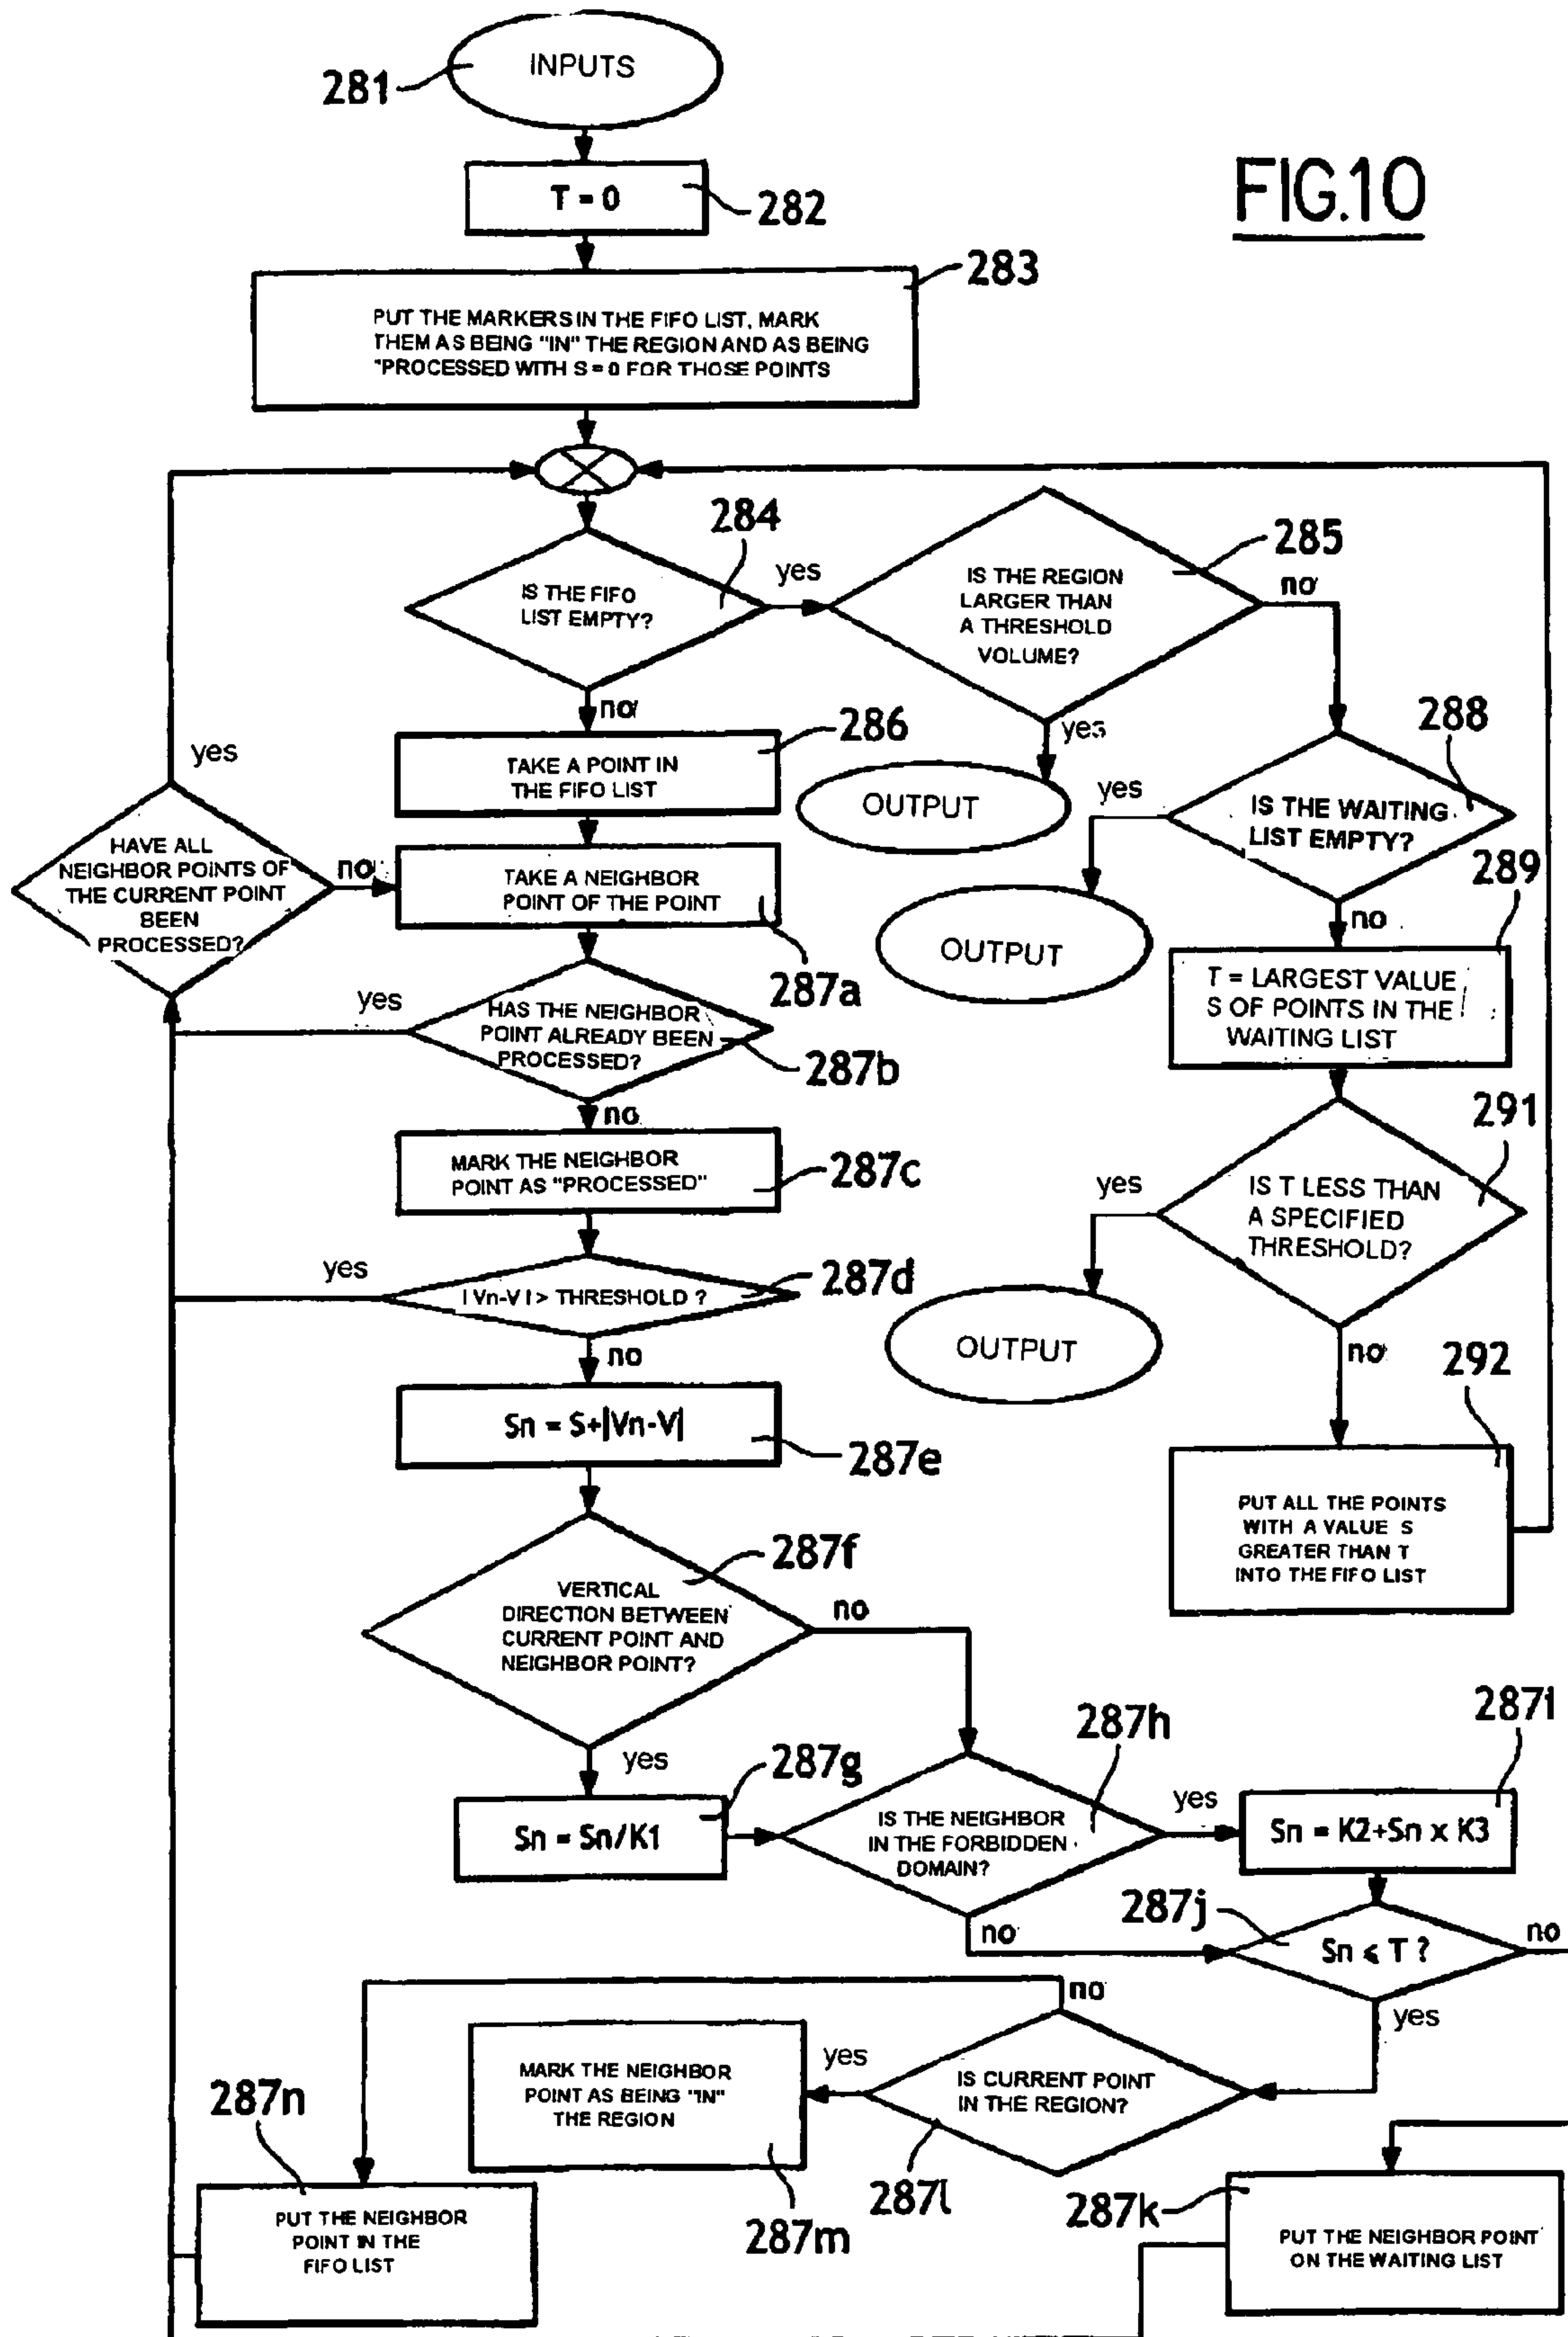 FIG.10
INPUTS
281
T = 0
282
283
PUT THE MARKERS IN THE FIFO LIST, MARK
THEM AS BEING "IN" THE REGION AND AS BEING
"PROCESSED WITH S = 0 FOR THOSE POINTS
284
IS THE FIFO
LIST EMPTY?
yes
no
285
IS THE REGION
LARGER THAN
A THRESHOLD
VOLUME?
no
yes
OUTPUT
286
TAKE A POINT IN
THE FIFO LIST
288
IS THE WAITING
LIST EMPTY?
yes
no
OUTPUT
yes
HAVE ALL
NEIGHBOR POINTS OF
THE CURRENT POINT
BEEN
PROCESSED?
no
TAKE A NEIGHBOR
POINT OF THE POINT
287a
289
T = LARGEST VALUE
S OF POINTS IN THE
WAITING LIST
yes
HAS THE NEIGHBOR
POINT ALREADY BEEN
PROCESSED?
287b
no
MARK THE NEIGHBOR
POINT AS "PROCESSED"
287c
291
yes
IS T LESS THAN
A SPECIFIED
THRESHOLD?
no
OUTPUT
yes
| Vn-V | > THRESHOLD ?
287d
no
Sn = S+|Vn-V|
287e
292
PUT ALL THE POINTS
WITH A VALUE S
GREATER THAN T
INTO THE FIFO LIST
287f
VERTICAL
DIRECTION BETWEEN
CURRENT POINT AND
NEIGHBOR POINT?
no
yes
287g
Sn = Sn/K1
287h
IS THE NEIGHBOR
IN THE FORBIDDEN
DOMAIN?
yes
no
287i
Sn = K2+Sn x K3
287j
Sn ⩽ T ?
no
yes
no
IS CURRENT POINT
IN THE REGION?
287l
yes
MARK THE NEIGHBOR
POINT AS BEING "IN"
THE REGION
287m
287n
PUT THE NEIGHBOR
POINT IN THE
FIFO LIST
287k
PUT THE NEIGHBOR POINT
ON THE WAITING LIST